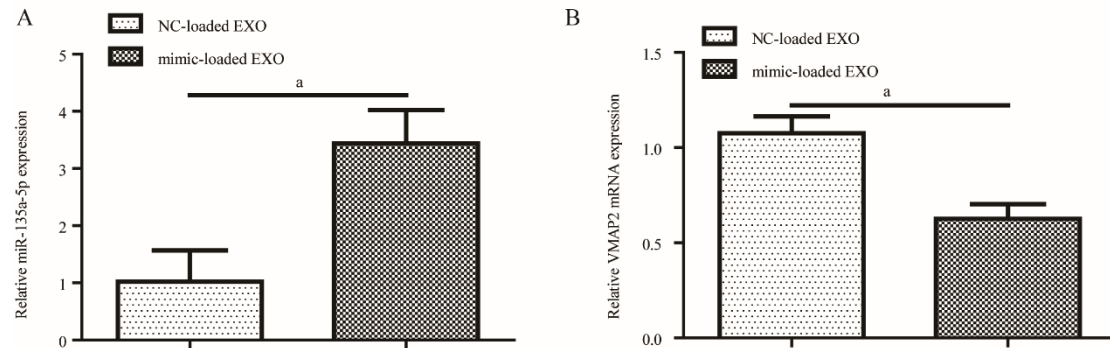 A
NC-loaded EXO
mimic-loaded EXO
5
4
3
2
1
0
a
Relative miR-135a-5p expression
B
NC-loaded EXO
mimic-loaded EXO
1.5
1.0
0.5
0.0
a
Relative VMAP2 mRNA expression